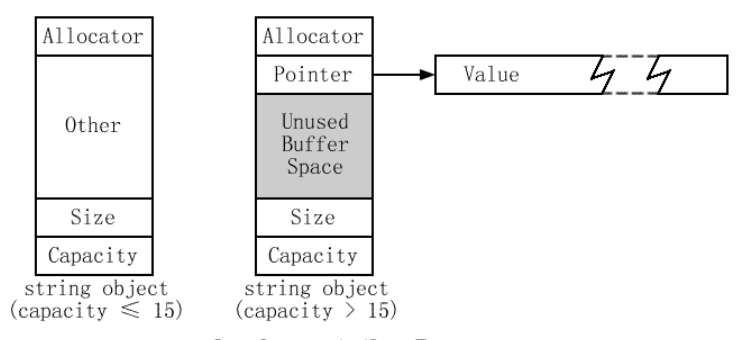 Allocator
Other
Size
Capacity
string object
(capacity ≤ 15)
Allocator
Pointer
Unused
Buffer
Space
Size
Capacity
string object
(capacity > 15)
Value